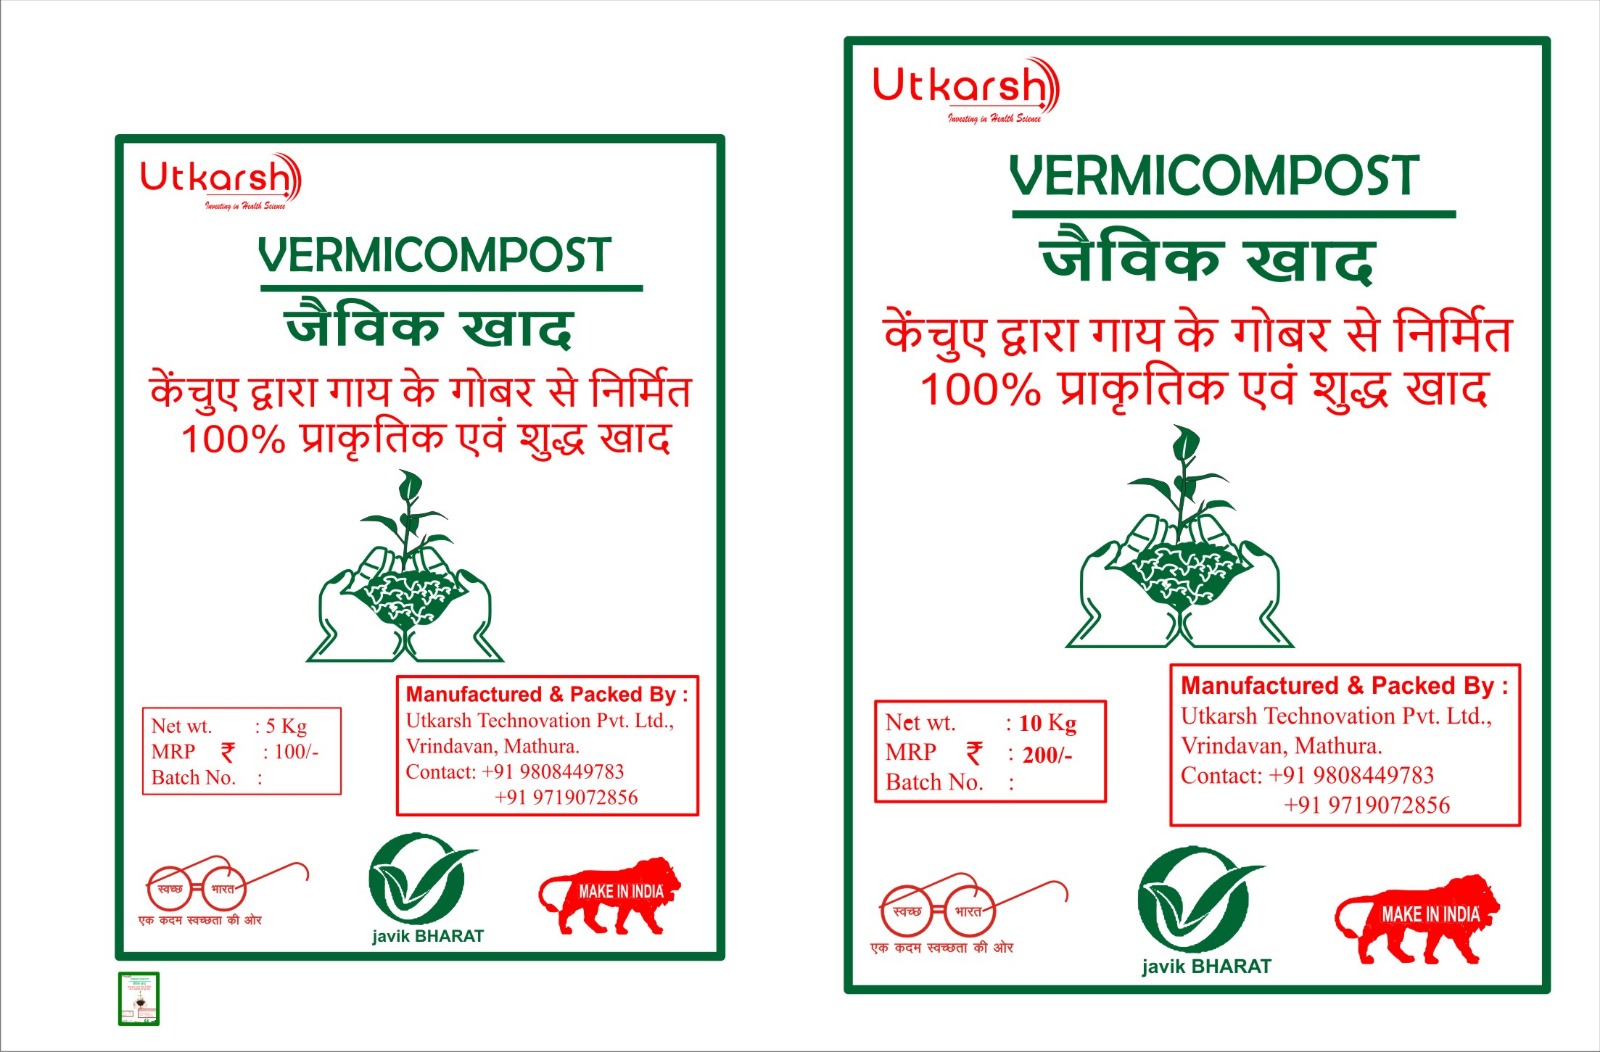 Utkarsh
Investing in Health Science
VERMICOMPOST
जैविक खाद
केंचुए द्वारा गाय के गोबर से निर्मित
100% प्राकृतिक एवं शुद्ध खाद
Net wt. : 5 Kg
MRP ₹ : 100/-
Batch No. :
Manufactured & Packed By :
Utkarsh Technovation Pvt. Ltd.,
Vrindavan, Mathura.
Contact: +91 9808449783
+91 9719072856
स्वच्छ भारत
एक कदम स्वच्छता की ओर
javik BHARAT
MAKE IN INDIA
Utkarsh
Investing in Health Science
VERMICOMPOST
जैविक खाद
केंचुए द्वारा गाय के गोबर से निर्मित
100% प्राकृतिक एवं शुद्ध खाद
Net wt. : 10 Kg
MRP ₹ : 200/-
Batch No. :
Manufactured & Packed By :
Utkarsh Technovation Pvt. Ltd.,
Vrindavan, Mathura.
Contact: +91 9808449783
+91 9719072856
स्वच्छ भारत
एक कदम स्वच्छता की ओर
javik BHARAT
MAKE IN INDIA